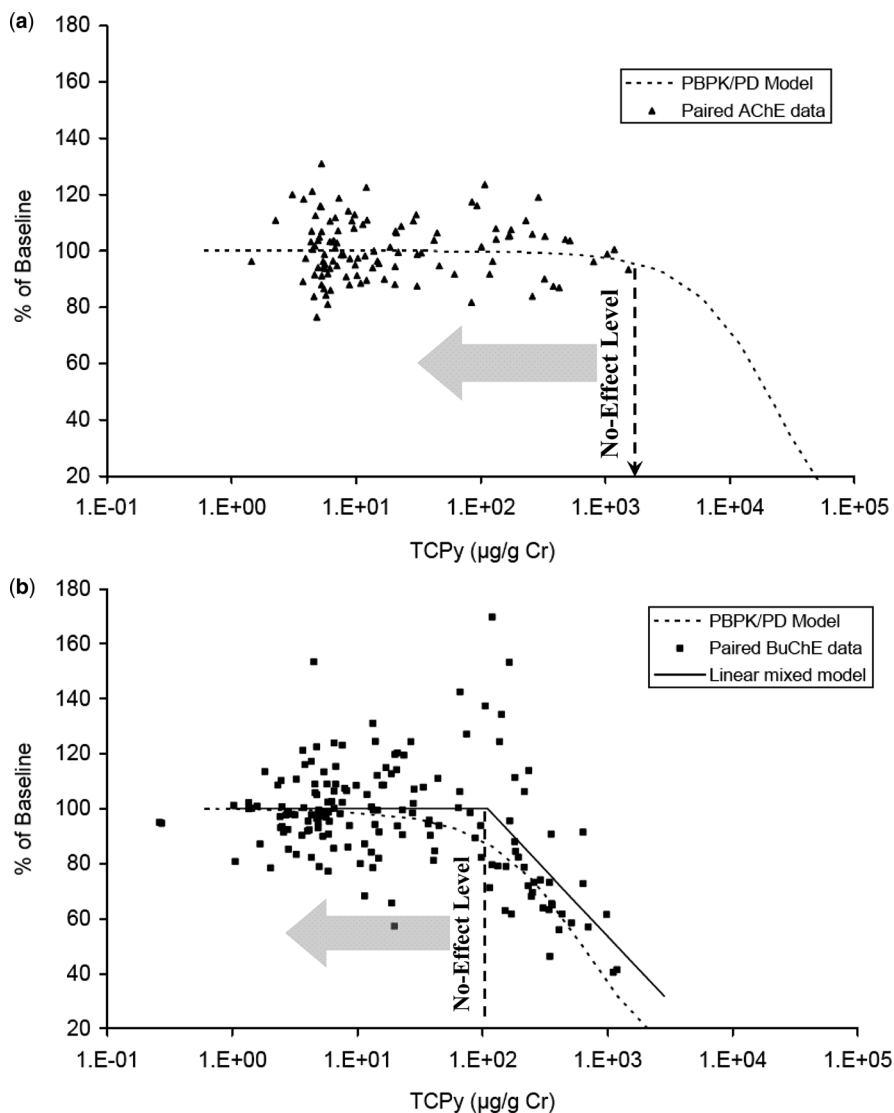 (a)
180
160
140
120
100
80
60
40
20
% of Baseline
PBPK/PD Model
Paired AChE data
No-Effect Level
1.E-01 1.E+00 1.E+01 1.E+02 1.E+03 1.E+04 1.E+05
TCPy (µg/g Cr)
(b)
180
160
140
120
100
80
60
40
20
% of Baseline
PBPK/PD Model
Paired BuChE data
Linear mixed model
No-Effect Level
1.E-01 1.E+00 1.E+01 1.E+02 1.E+03 1.E+04 1.E+05
TCPy (µg/g Cr)